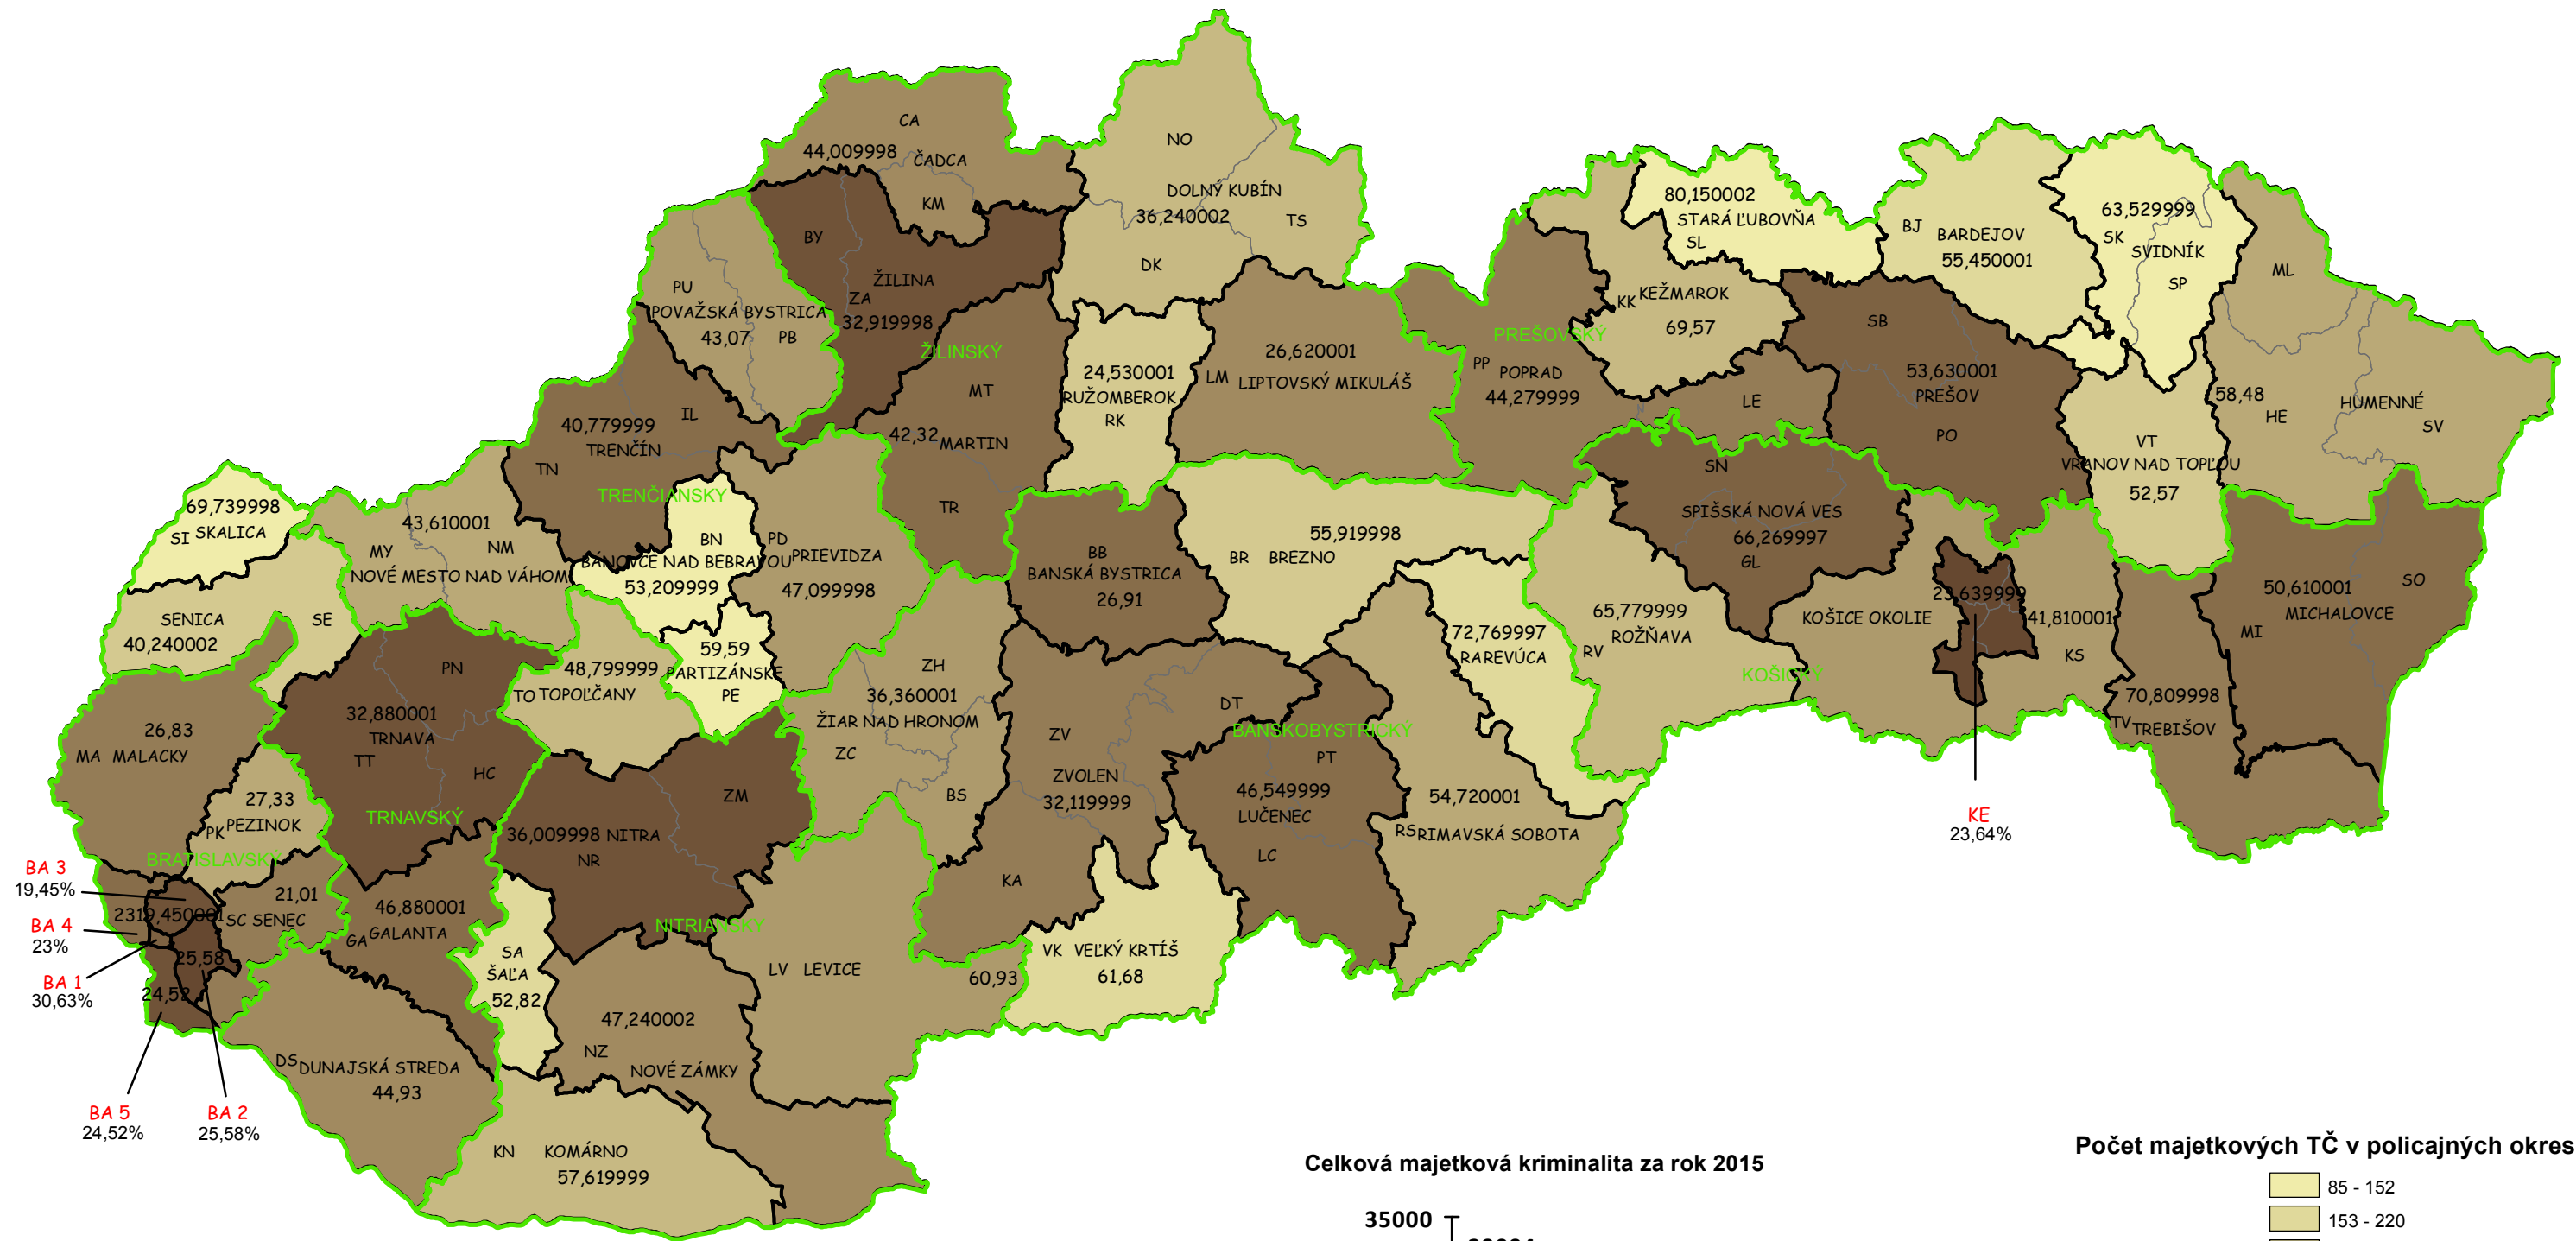 CA
44,009998
ČADCA
KM
NO
DOLNÝ KUBÍN
36,240002
TS
DK
BY
ŽILINA
ZA
32,919998
ŽILINSKÝ
PU
POVAŽSKÁ BYSTRICA
43,07
PB
80,150002
STARÁ ĽUBOVŇA
SL
BJ
BARDEJOV
55,450001
63,529999
SK
SVIDNÍK
SP
ML
KK
KEŽMAROK
69,57
PREŠOVSKÝ
PP
POPRAD
44,279999
LE
SB
53,630001
PREŠOV
PO
58,48
HUMENNÉ
HE
SV
VT
VRANOV NAD TOPĽOU
52,57
MT
42,32
MARTIN
TR
24,530001
RUŽOMBEROK
RK
26,620001
LM
LIPTOVSKÝ MIKULÁŠ
IL
40,779999
TRENČÍN
TN
TRENČIANSKY
69,739998
SI
SKALICA
43,610001
MY
NM
NOVÉ MESTO NAD VÁHOM
BN
BÁNOVCE NAD BEBRAVOU
53,209999
PD
PRIEVIDZA
47,099998
BB
BANSKÁ BYSTRICA
26,91
55,919998
BR BREZNO
SN
SPIŠSKÁ NOVÁ VES
66,269997
GL
SENICA
SE
40,240002
PN
32,880001
TRNAVA
TT
HC
TRNAVSKÝ
48,799999
TO
TOPOĽČANY
59,59
PARTIZÁNSKE
PE
ZH
36,360001
ŽIAR NAD HRONOM
ZC
BS
72,769997
RA
REVÚCA
65,779999
ROŽŇAVA
RV
KOŠICE OKOLIE
23,639999
41,810001
KS
KOŠICKÝ
50,610001
MICHALOVCE
MI
SO
70,809998
TV
TREBIŠOV
26,83
MA MALACKY
27,33
PK
PEZINOK
BRATISLAVSKÝ
DT
BANSKOBYSTRICKÝ
ZV
ZVOLEN
32,119999
KA
PT
46,549999
LUČENEC
LC
54,720001
RS
RIMAVSKÁ SOBOTA
ZM
36,009998 NITRA
NR
NITRIANSKY
KE
23,64%
BA 3
19,45%
BA 4
23%
BA 1
30,63%
BA 5
24,52%
BA 2
25,58%
23
19,450001
21,01
SC SENEC
25,58
24,52
46,880001
GA
GALANTA
SA
ŠAĽA
52,82
LV LEVICE
60,93
VK VEĽKÝ KRTÍŠ
61,68
DS
DUNAJSKÁ STREDA
44,93
47,240002
NZ
NOVÉ ZÁMKY
KN KOMÁRNO
57,619999
Celková majetková kriminalita za rok 2015
35000
Počet majetkových TČ v policajných okres
85 - 152
153 - 220